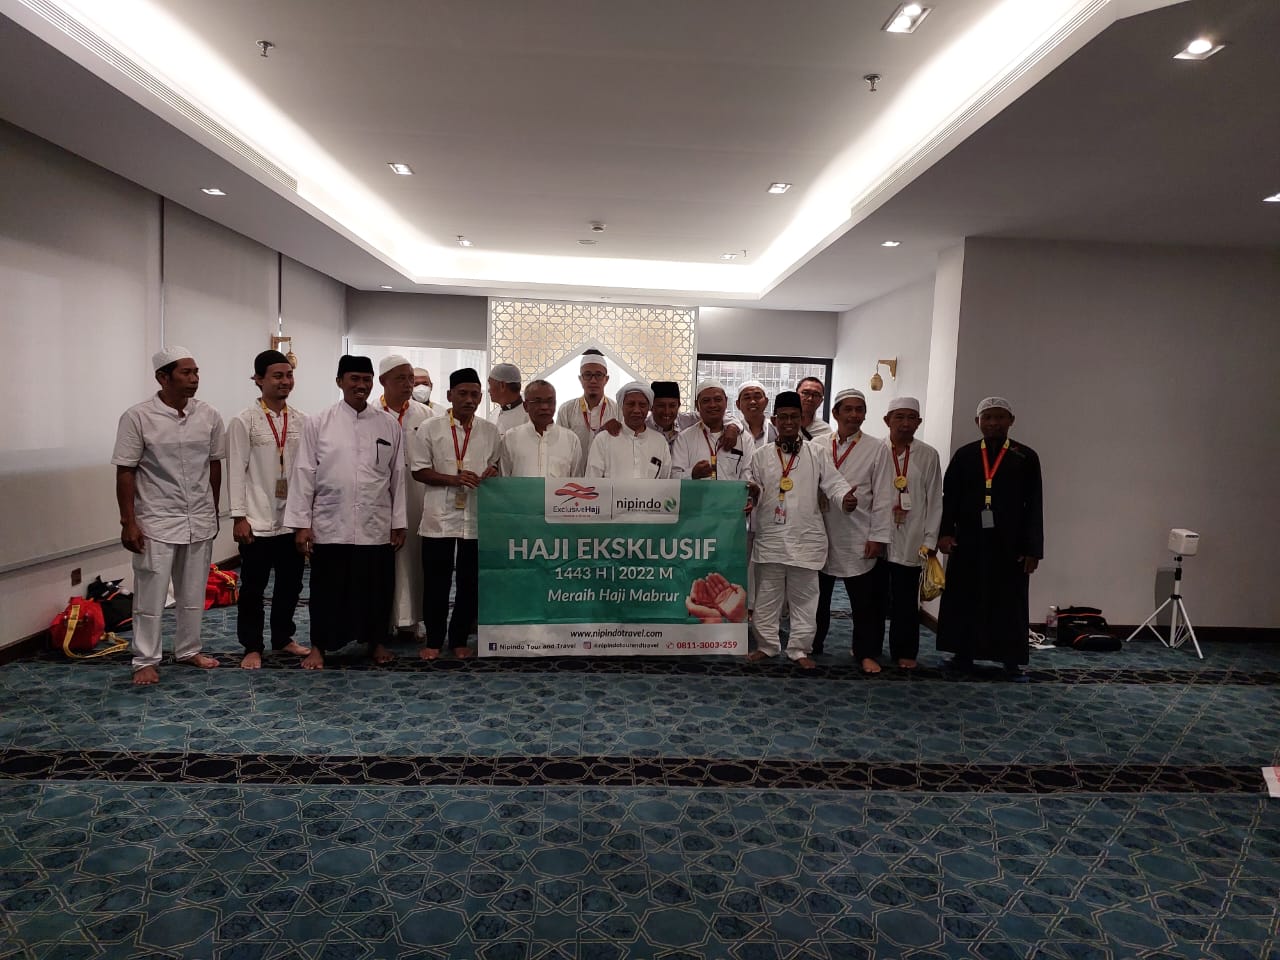 ExclusiveHajj
nipindo
HAJI EKSKLUSIF
1443 H | 2022 M
Meraih Haji Mabrur
www.nipindotravel.com
Nipindo Tour and Travel
@nipindotourandtravel
0811-3003-259